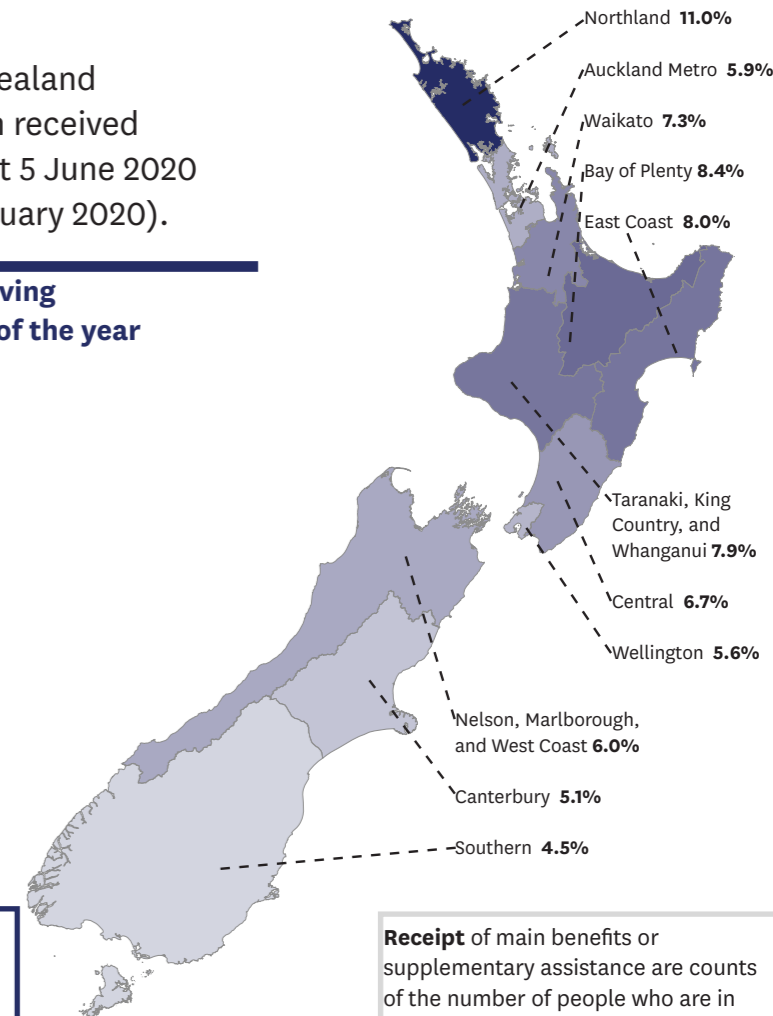 Northland 11.0%
Auckland Metro 5.9%
Waikato 7.3%
Bay of Plenty 8.4%
East Coast 8.0%
received
5 June 2020
2020).
of the year
Taranaki, King
Country, and
Whanganui 7.9%
Central 6.7%
Wellington 5.6%
Nelson, Marlborough,
and West Coast 6.0%
Canterbury 5.1%
Southern 4.5%
Receipt of main benefits or
supplementary assistance are counts
of the number of people who are in